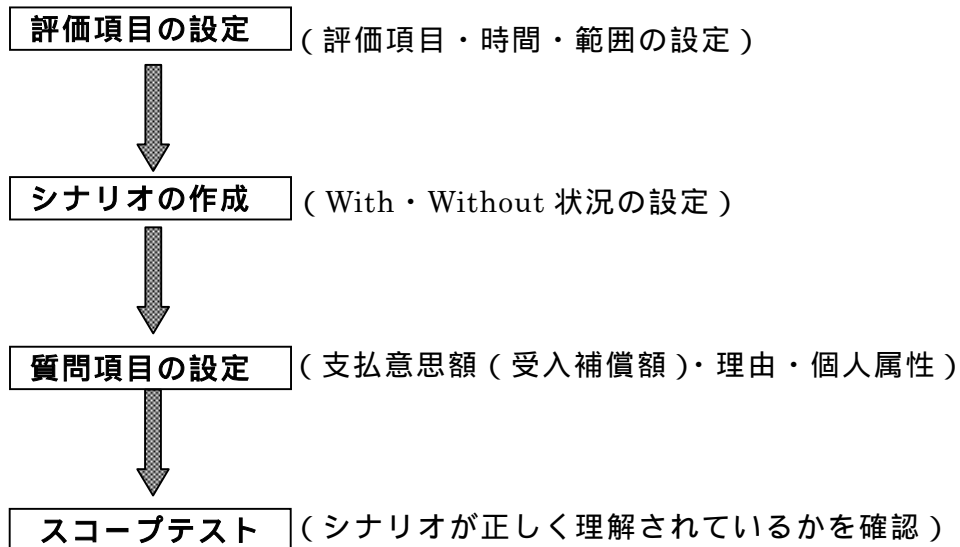 評価項目の設定 （評価項目・時間・範囲の設定）
シナリオの作成 （With・Without 状況の設定）
質問項目の設定 （支払意思額（受入補償額）・理由・個人属性）
スコープテスト （シナリオが正しく理解されているかを確認）